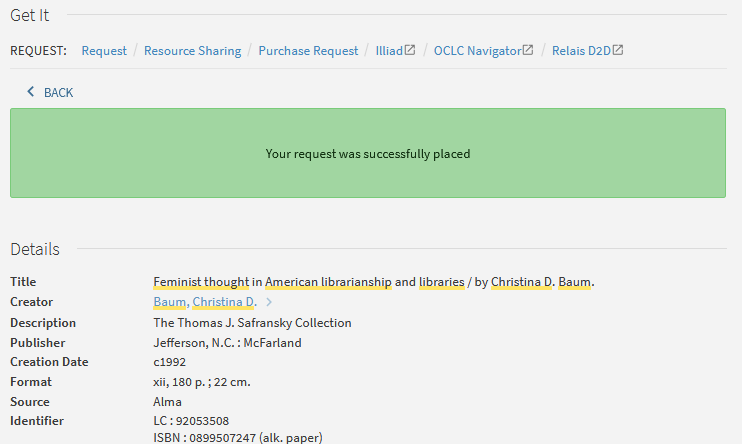 Get It
REQUEST: Request / Resource Sharing / Purchase Request / Illiad / OCLC Navigator / Relais D2D
BACK
Your request was successfully placed
Details
Title Feminist thought in American librarianship and libraries / by Christina D. Baum.
Creator Baum, Christina D.
Description The Thomas J. Safransky Collection
Publisher Jefferson, N.C. : McFarland
Creation Date c1992
Format xii, 180 p. ; 22 cm.
Source Alma
Identifier LC : 92053508
ISBN : 0899507247 (alk. paper)